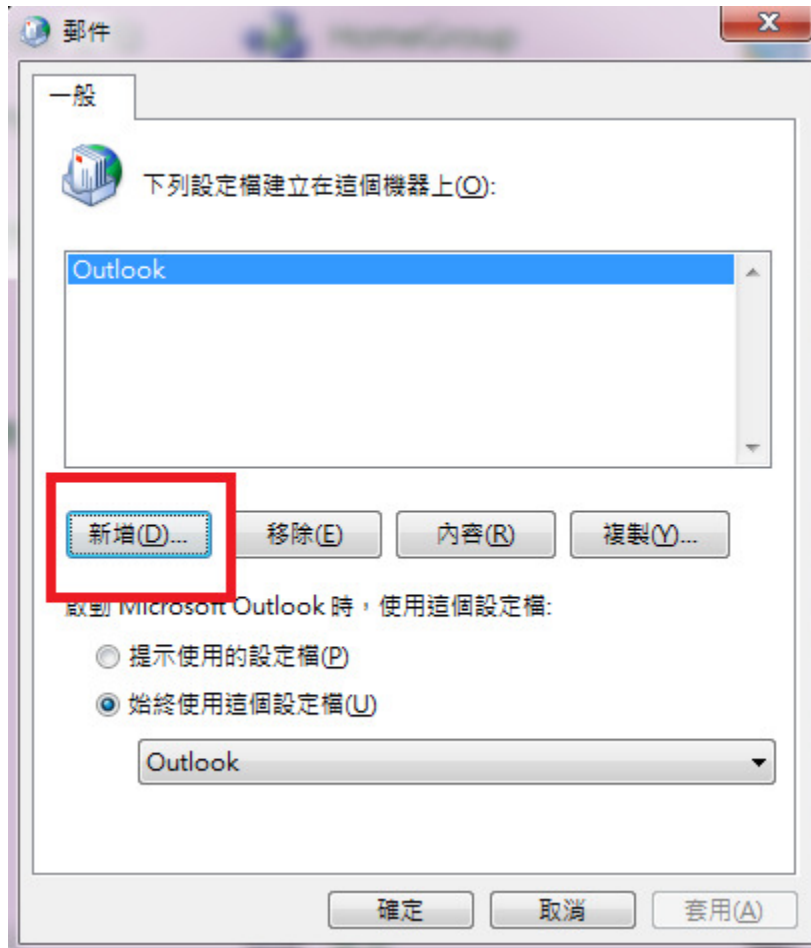 郵件
HomeGroup
一般
下列設定檔建立在這個機器上(O):
Outlook
新增(D)... 移除(E) 內容(R) 複製(Y)...
啟動 Microsoft Outlook 時，使用這個設定檔:
提示使用的設定檔(P)
始終使用這個設定檔(U)
Outlook
確定 取消 套用(A)